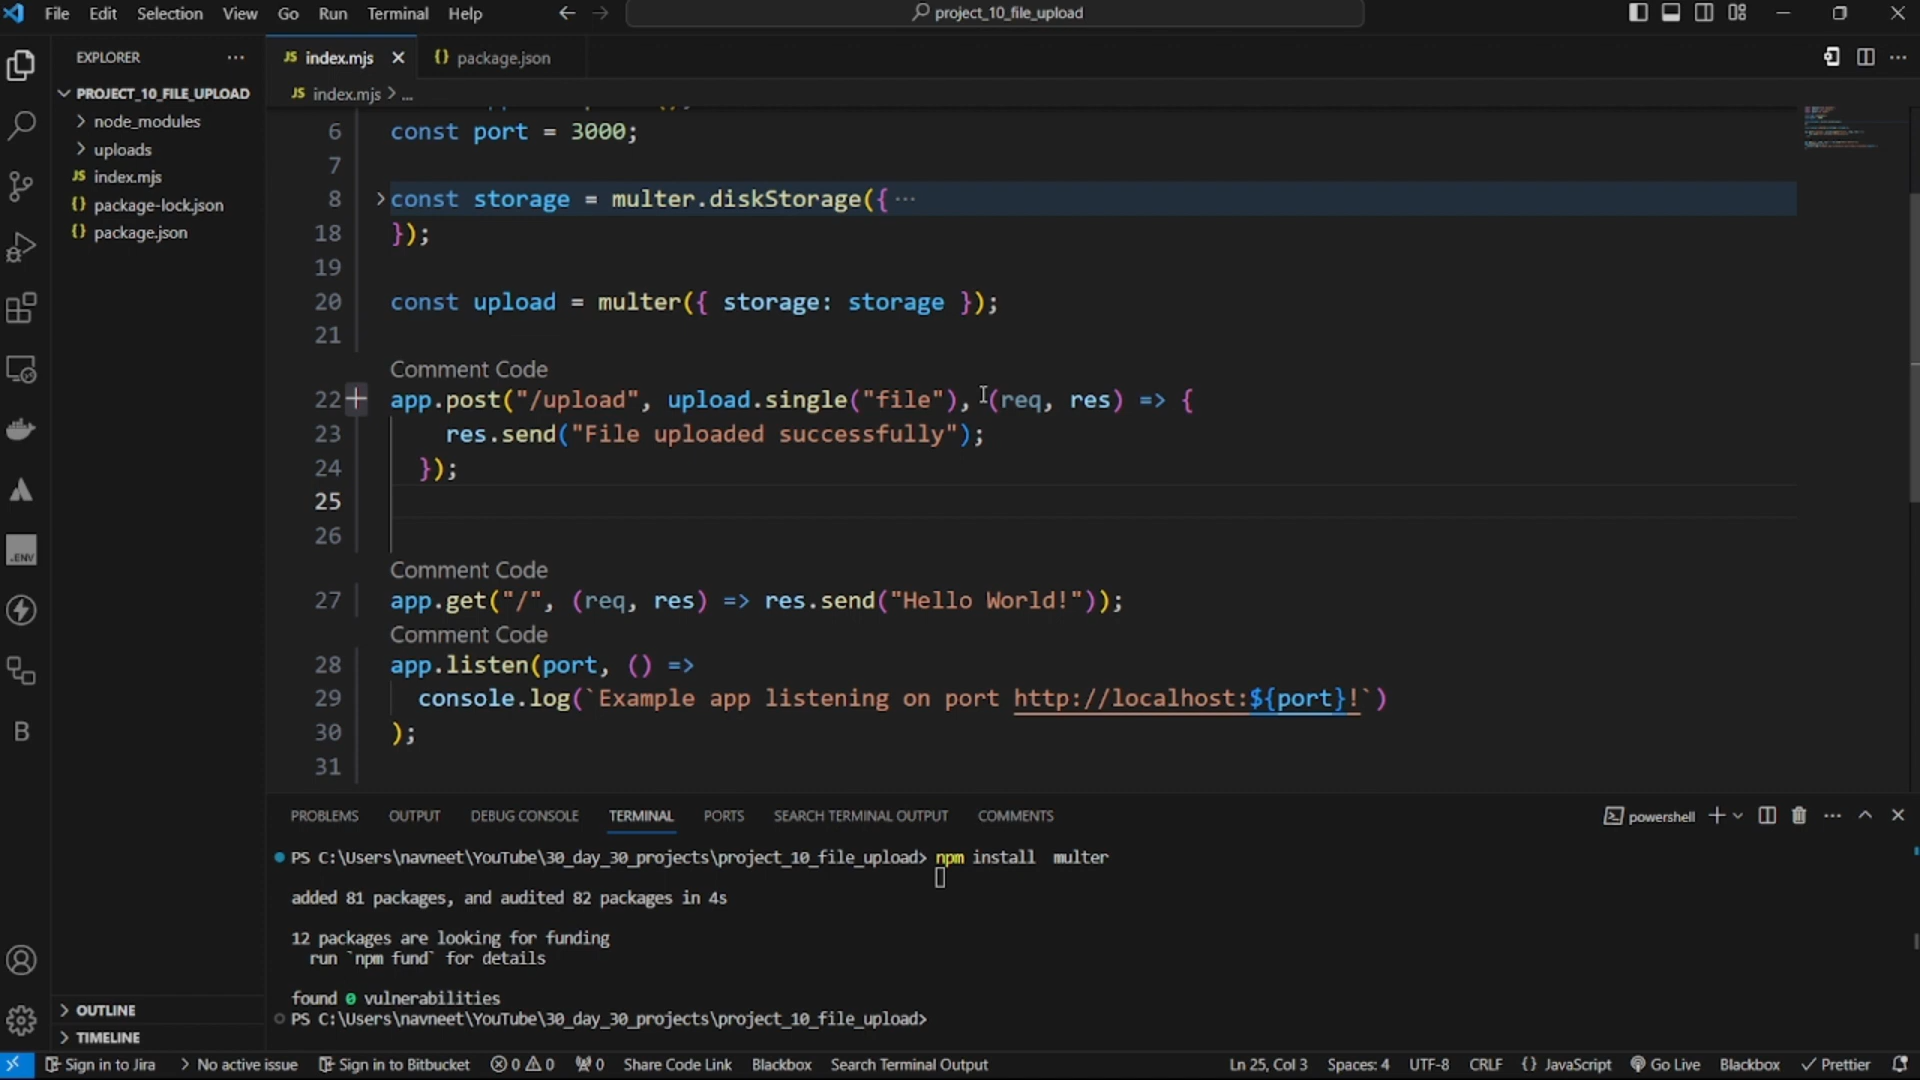 File Edit Selection View Go Run Terminal Help
project_10_file_upload
EXPLORER
PROJECT_10_FILE_UPLOAD
node_modules
uploads
JS index.mjs
{} package-lock.json
{} package.json
JS index.mjs
{} package.json
JS index.mjs > ...
6 const port = 3000;
7
8 const storage = multer.diskStorage({ ···
18 });
19
20 const upload = multer({ storage: storage });
21
Comment Code
22 app.post("/upload", upload.single("file"), (req, res) => {
23 res.send("File uploaded successfully");
24 });
25
26
Comment Code
27 app.get("/", (req, res) => res.send("Hello World!"));
Comment Code
28 app.listen(port, () =>
29 console.log(`Example app listening on port http://localhost:${port}!`)
30 );
31
PROBLEMS OUTPUT DEBUG CONSOLE TERMINAL PORTS SEARCH TERMINAL OUTPUT COMMENTS
powershell
PS C:\Users\navneet\YouTube\30_day_30_projects\project_10_file_upload> npm install  multer
added 81 packages, and audited 82 packages in 4s
12 packages are looking for funding
run `npm fund` for details
found 0 vulnerabilities
PS C:\Users\navneet\YouTube\30_day_30_projects\project_10_file_upload>
.ENV
B
OUTLINE
TIMELINE
Sign in to Jira > No active issue Sign in to Bitbucket 0 0 0 Share Code Link Blackbox Search Terminal Output Ln 25, Col 3 Spaces: 4 UTF-8 CRLF {} JavaScript Go Live Blackbox Prettier